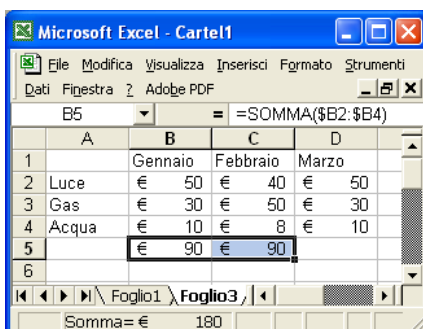 Microsoft Excel - Cartel1
File Modifica Visualizza Inserisci Formato Strumenti
Dati Finestra ? Adobe PDF
B5 = =SOMMA($B2:$B4)
A B C D
1 Gennaio Febbraio Marzo
2 Luce € 50 € 40 € 50
3 Gas € 30 € 50 € 30
4 Acqua € 10 € 8 € 10
5 € 90 € 90
6
Foglio1 Foglio3
Somma= € 180